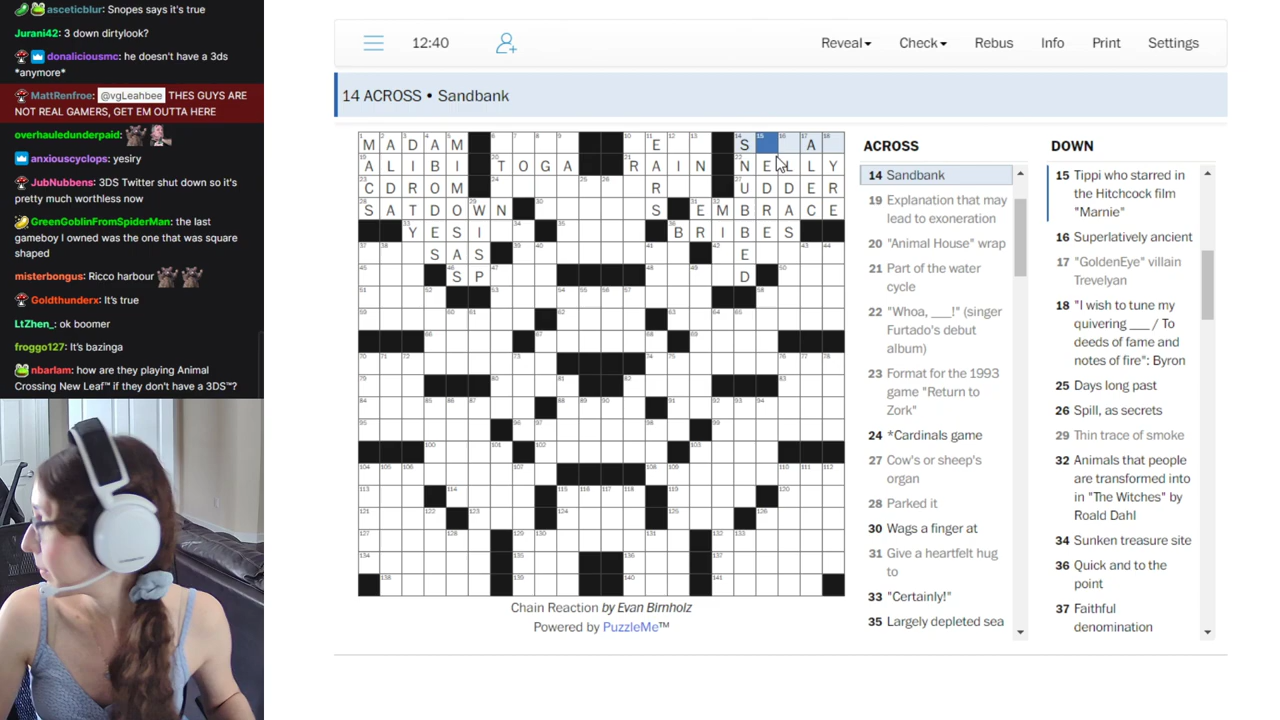 asceticblur: Snopes says it's true
Jurani42: 3 down dirtylook?
donaliciousmc: he doesn't have a 3ds
*anymore*
MattRenfroe: @vgLeahbee THES GUYS ARE
NOT REAL GAMERS, GET EM OUTTA HERE
overhauledunderpaid:
anxiouscyclops: yesiry
JubNubbens: 3DS Twitter shut down so it's
pretty much worthless now
GreenGoblinFromSpiderMan: the last
gameboy I owned was the one that was square
shaped
misterbongus: Ricco harbour
Goldthunderx: It's true
LtZhen_: ok boomer
froggo127: It's bazinga
nbarlam: how are they playing Animal
Crossing New Leaf™ if they don't have a 3DS™?
12:40
Reveal
Check
Rebus
Info
Print
Settings
14 ACROSS • Sandbank
M A D A M E S A
A L I B I T O G A R A I N N E L L Y
C D R O M R U D D E R
S A T D O W N S E M B R A C E
Y E S I B R I B E S
S A S E
S P D
Chain Reaction by Evan Birnholz
Powered by PuzzleMe™
ACROSS
14 Sandbank
19 Explanation that may
lead to exoneration
20 "Animal House" wrap
21 Part of the water
cycle
22 "Whoa, ___!" (singer
Furtado's debut
album)
23 Format for the 1993
game "Return to
Zork"
24 *Cardinals game
27 Cow's or sheep's
organ
28 Parked it
30 Wags a finger at
31 Give a heartfelt hug
to
33 "Certainly!"
35 Largely depleted sea
DOWN
15 Tippi who starred in
the Hitchcock film
"Marnie"
16 Superlatively ancient
17 "GoldenEye" villain
Trevelyan
18 "I wish to tune my
quivering ___ / To
deeds of fame and
notes of fire": Byron
25 Days long past
26 Spill, as secrets
29 Thin trace of smoke
32 Animals that people
are transformed into
in "The Witches" by
Roald Dahl
34 Sunken treasure site
36 Quick and to the
point
37 Faithful
denomination